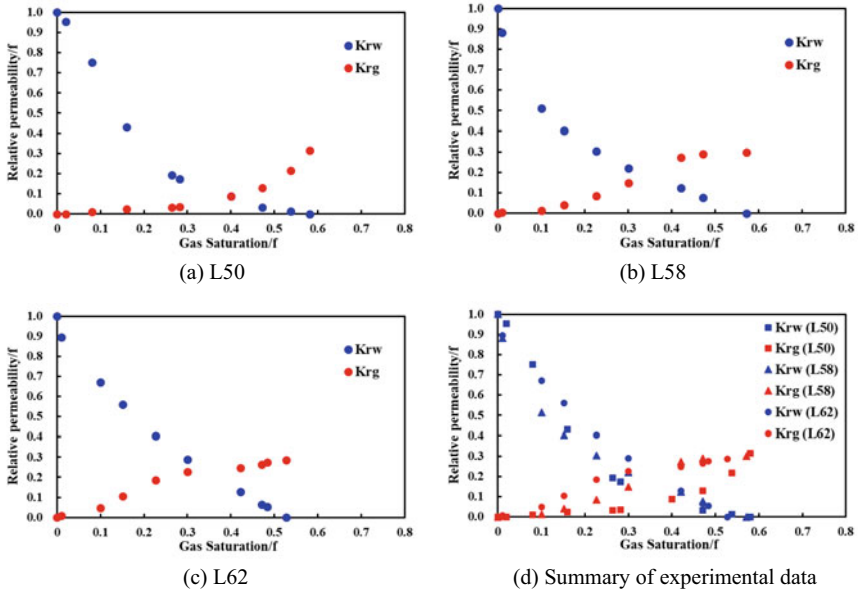 1.0
0.9
0.8
0.7
0.6
0.5
0.4
0.3
0.2
0.1
0.0
Relative permeability/f
Krw
Krg
0 0.1 0.2 0.3 0.4 0.5 0.6 0.7 0.8
Gas Saturation/f
(a) L50
1.0
0.9
0.8
0.7
0.6
0.5
0.4
0.3
0.2
0.1
0.0
Relative permeability/f
Krw
Krg
0 0.1 0.2 0.3 0.4 0.5 0.6 0.7 0.8
Gas Saturation/f
(b) L58
1.0
0.9
0.8
0.7
0.6
0.5
0.4
0.3
0.2
0.1
0.0
Relative permeability/f
Krw
Krg
0 0.1 0.2 0.3 0.4 0.5 0.6 0.7 0.8
Gas Saturation/f
(c) L62
1.0
0.9
0.8
0.7
0.6
0.5
0.4
0.3
0.2
0.1
0.0
Relative permeability/f
Krw (L50)
Krg (L50)
Krw (L58)
Krg (L58)
Krw (L62)
Krg (L62)
0 0.1 0.2 0.3 0.4 0.5 0.6 0.7 0.8
Gas Saturation/f
(d) Summary of experimental data